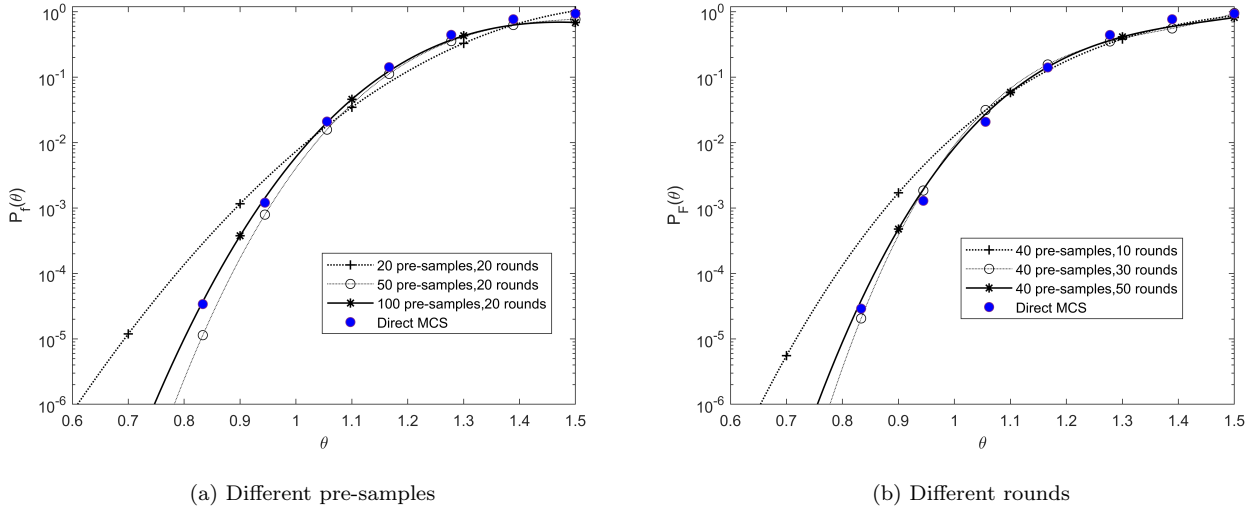 10^0
10^-1
10^-2
10^-3
10^-4
10^-5
10^-6
P_f(θ)
0.6 0.7 0.8 0.9 1 1.1 1.2 1.3 1.4 1.5
θ
20 pre-samples,20 rounds
50 pre-samples,20 rounds
100 pre-samples,20 rounds
Direct MCS
(a) Different pre-samples
10^0
10^-1
10^-2
10^-3
10^-4
10^-5
10^-6
P_F(θ)
0.6 0.7 0.8 0.9 1 1.1 1.2 1.3 1.4 1.5
θ
40 pre-samples,10 rounds
40 pre-samples,30 rounds
40 pre-samples,50 rounds
Direct MCS
(b) Different rounds